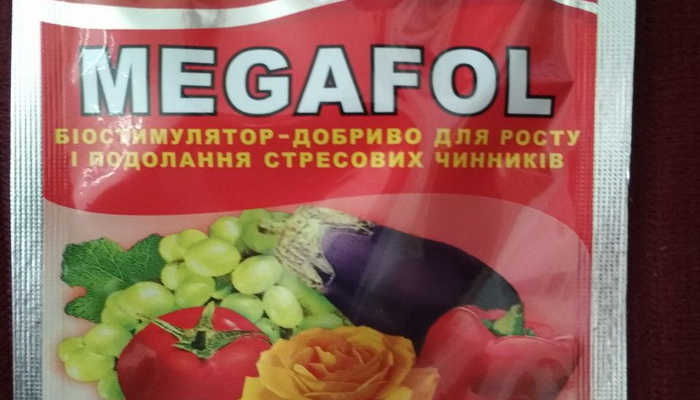 MEGAFOL
БІОСТИМУЛЯТОР-ДОБРИВО ДЛЯ РОСТУ
І ПОДОЛАННЯ СТРЕСОВИХ ЧИННИКІВ